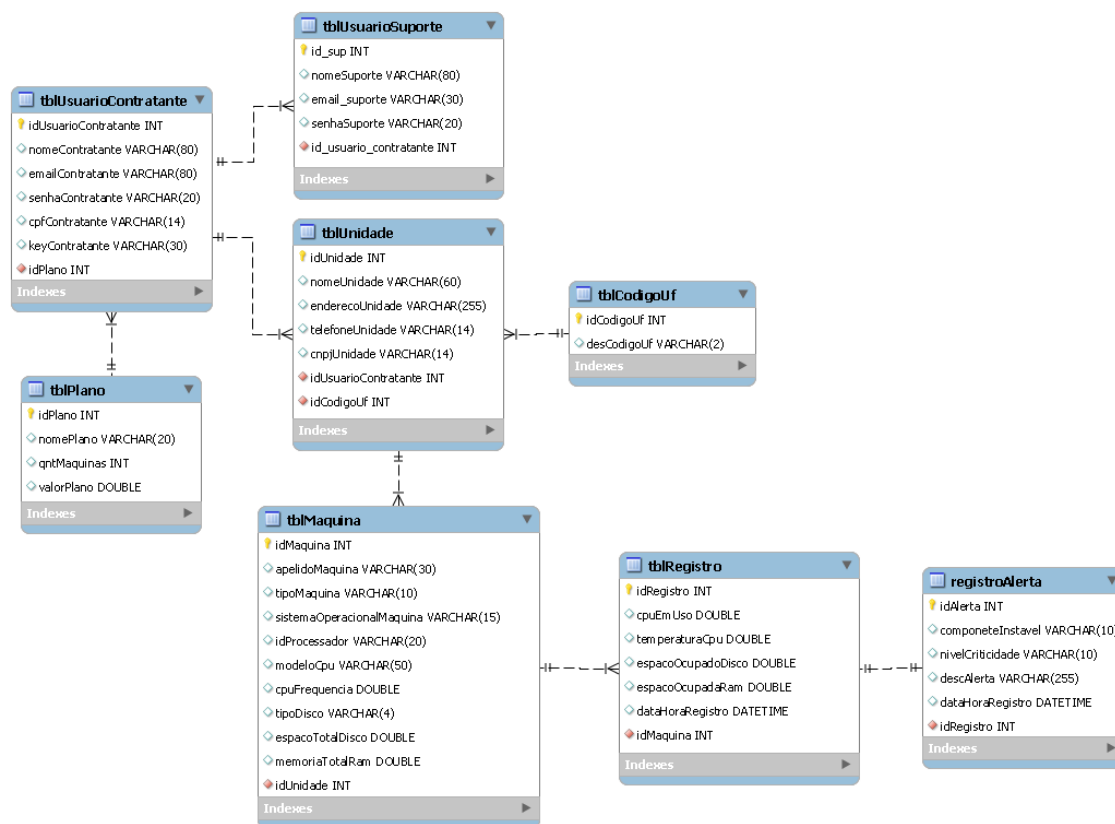 tblUsuarioSuporte
id_sup INT
nomeSuporte VARCHAR(80)
email_suporte VARCHAR(30)
senhaSuporte VARCHAR(20)
id_usuario_contratante INT
Indexes
tblUsuarioContratante
idUsuarioContratante INT
nomeContratante VARCHAR(80)
emailContratante VARCHAR(80)
senhaContratante VARCHAR(20)
cpfContratante VARCHAR(14)
keyContratante VARCHAR(30)
idPlano INT
Indexes
tblUnidade
idUnidade INT
nomeUnidade VARCHAR(60)
enderecoUnidade VARCHAR(255)
telefoneUnidade VARCHAR(14)
cnpjUnidade VARCHAR(14)
idUsuarioContratante INT
idCodigoUf INT
Indexes
tblCodigoUf
idCodigoUf INT
desCodigoUf VARCHAR(2)
Indexes
tblPlano
idPlano INT
nomePlano VARCHAR(20)
qntMaquinas INT
valorPlano DOUBLE
Indexes
tblMaquina
idMaquina INT
apelidoMaquina VARCHAR(30)
tipoMaquina VARCHAR(10)
sistemaOperacionalMaquina VARCHAR(15)
idProcessador VARCHAR(20)
modeloCpu VARCHAR(50)
cpuFrequencia DOUBLE
tipoDisco VARCHAR(4)
espacoTotalDisco DOUBLE
memoriaTotalRam DOUBLE
idUnidade INT
Indexes
tblRegistro
idRegistro INT
cpuEmUso DOUBLE
temperaturaCpu DOUBLE
espacoOcupadoDisco DOUBLE
espacoOcupadaRam DOUBLE
dataHoraRegistro DATETIME
idMaquina INT
Indexes
registroAlerta
idAlerta INT
componeteInstavel VARCHAR(10)
nivelCriticidade VARCHAR(10)
descAlerta VARCHAR(255)
dataHoraRegistro DATETIME
idRegistro INT
Indexes